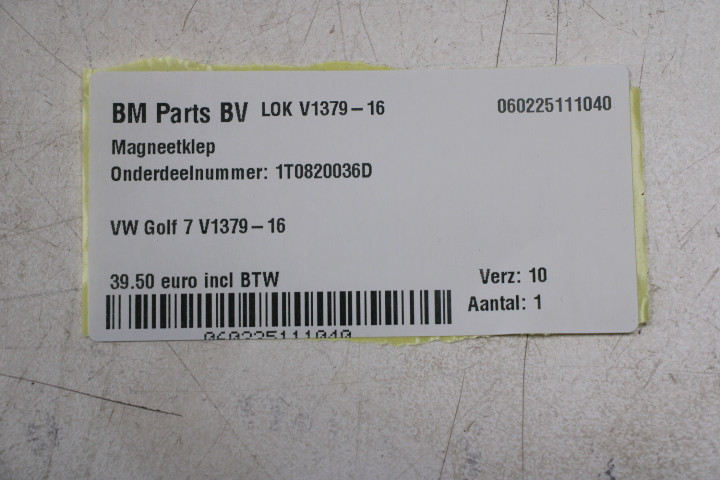 BM Parts BV LOK V1379-16 060225111040
Magneetklep
Onderdeelnummer: 1T0820036D
VW Golf 7 V1379-16
39.50 euro incl BTW Verz: 10
Aantal: 1
060225111040